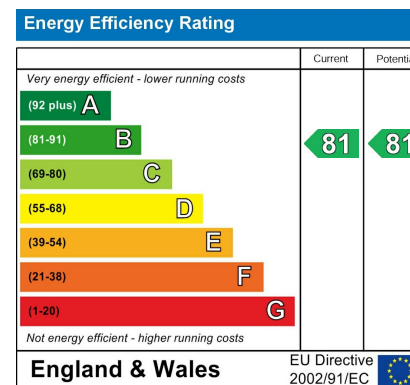 Energy Efficiency Rating
Current Potenti
Very energy efficient - lower running costs
(92 plus) A
(81-91) B 81 81
(69-80) C
(55-68) D
(39-54) E
(21-38) F
(1-20) G
Not energy efficient - higher running costs
England & Wales
EU Directive
2002/91/EC